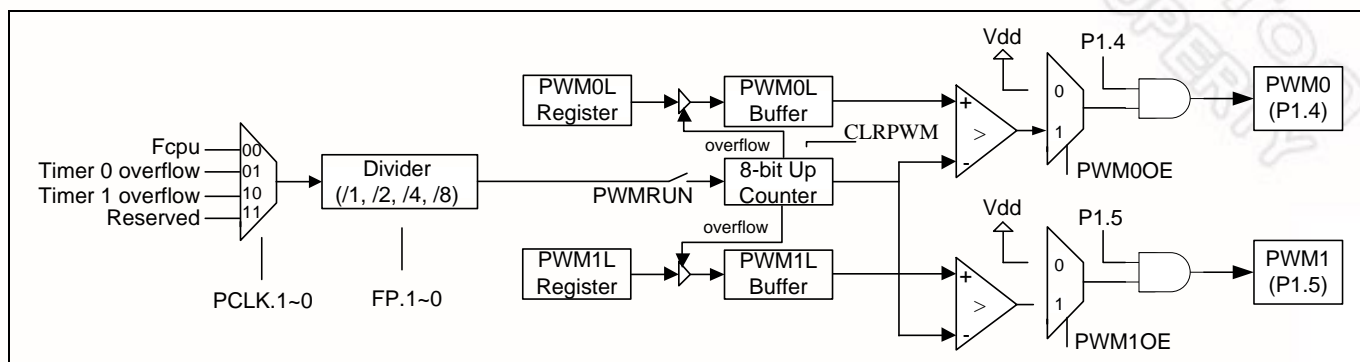 Fcpu
Timer 0 overflow
Timer 1 overflow
Reserved
00
01
10
11
PCLK.1~0
Divider
(/1, /2, /4, /8)
FP.1~0
PWMRUN
PWM0L
Register
PWM0L
Buffer
overflow
CLRPWM
8-bit Up
Counter
overflow
PWM1L
Register
PWM1L
Buffer
+
>
-
Vdd
0
1
PWM0OE
P1.4
PWM0
(P1.4)
+
>
-
Vdd
0
1
PWM1OE
P1.5
PWM1
(P1.5)